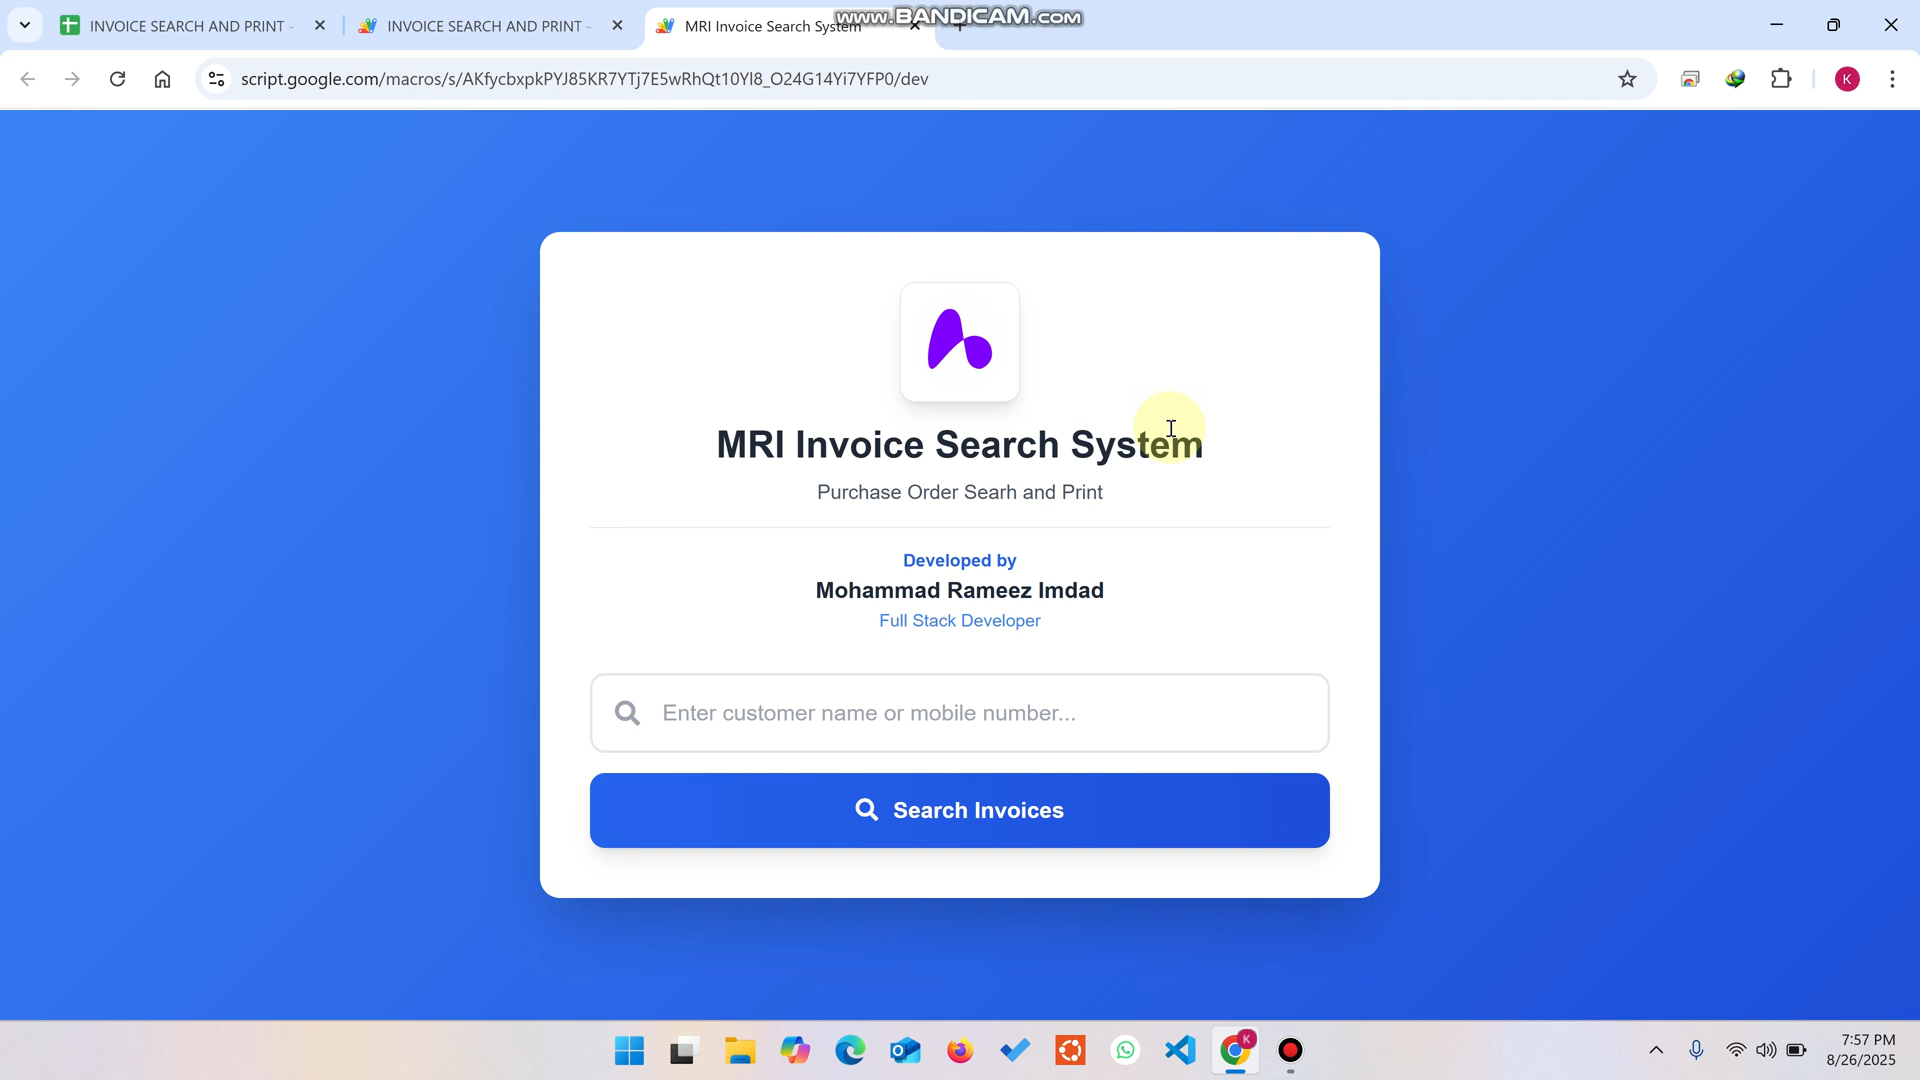 INVOICE SEARCH AND PRINT -
INVOICE SEARCH AND PRINT -
MRI Invoice Search System
www.BANDICAM.com
script.google.com/macros/s/AKfycbxpkPYJ85KR7YTj7E5wRhQt10Yl8_O24G14Yi7YFP0/dev
K
MRI Invoice Search System
Purchase Order Searh and Print
Developed by
Mohammad Rameez Imdad
Full Stack Developer
Enter customer name or mobile number...
Search Invoices
K
7:57 PM
8/26/2025